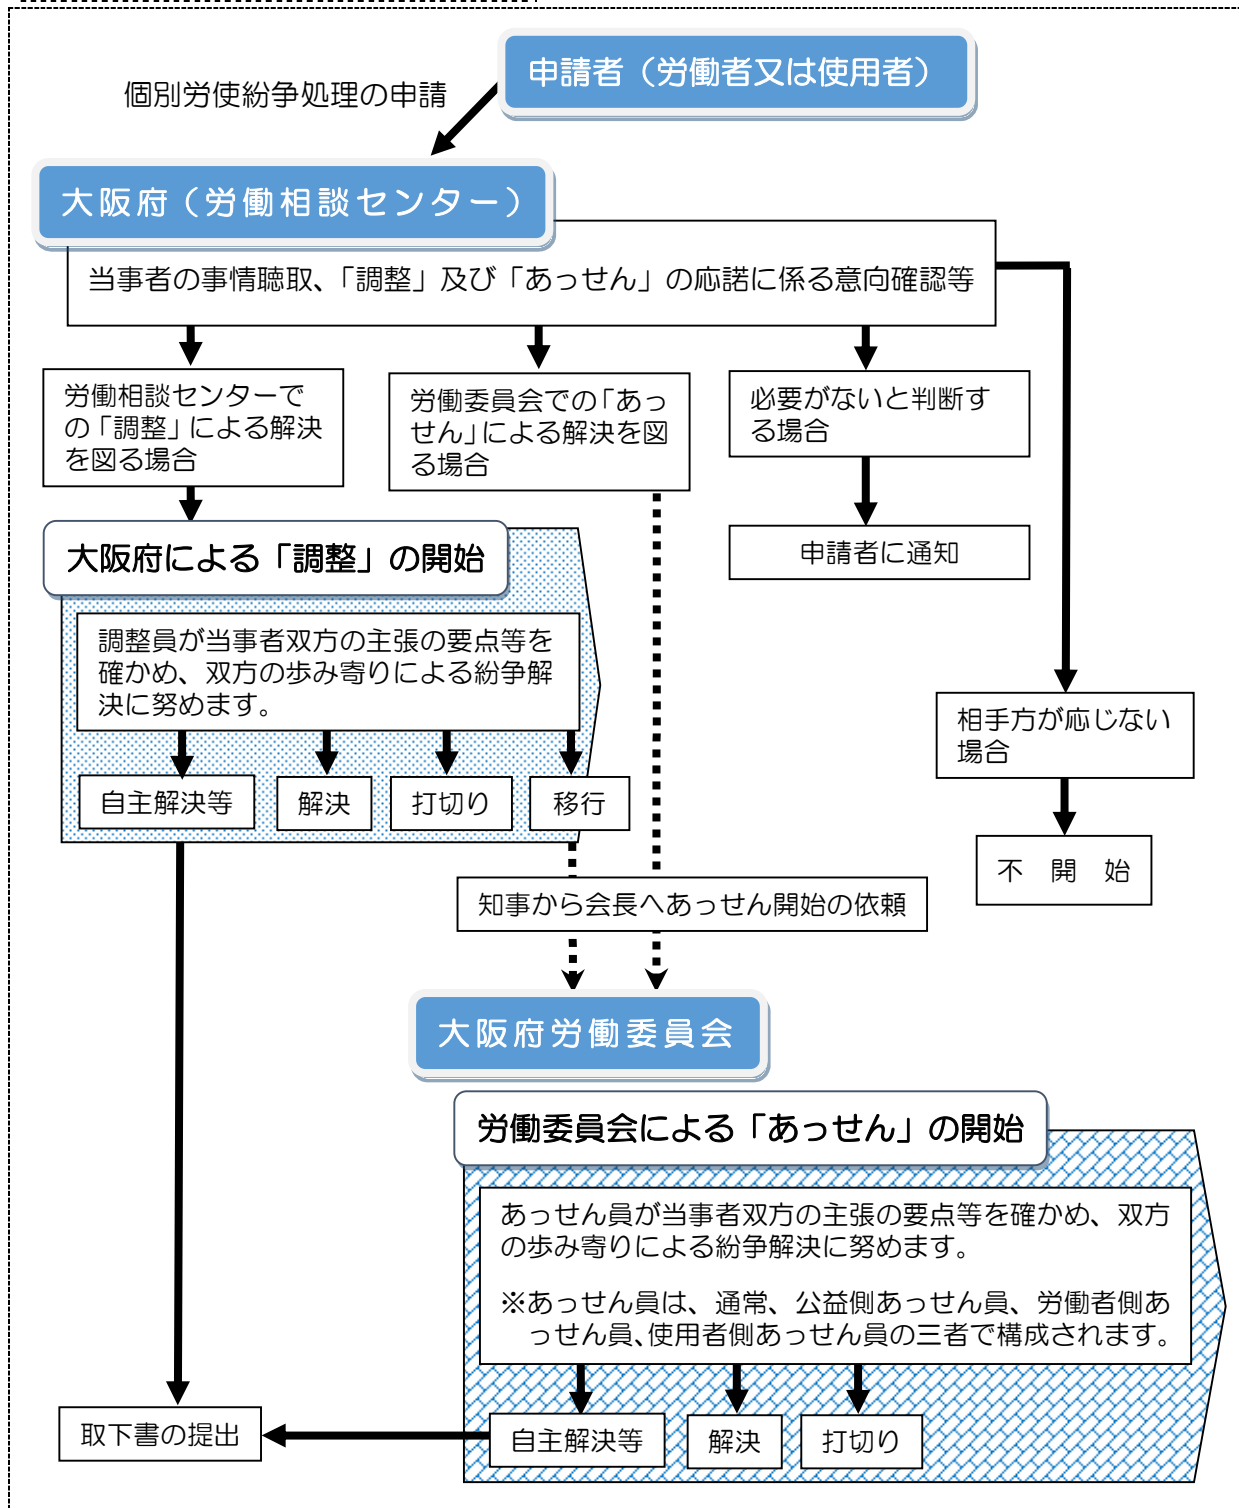 申請者（労働者又は使用者）
個別労使紛争処理の申請
大阪府（労働相談センター）
当事者の事情聴取、「調整」及び「あっせん」の応諾に係る意向確認等
労働相談センターで
の「調整」による解決
を図る場合
労働委員会での「あっ
せん」による解決を図
る場合
必要がないと判断す
る場合
申請者に通知
大阪府による「調整」の開始
調整員が当事者双方の主張の要点等を
確かめ、双方の歩み寄りによる紛争解
決に努めます。
相手方が応じない
場合
自主解決等
解決
打切り
移行
不　開　始
知事から会長へあっせん開始の依頼
大阪府労働委員会
労働委員会による「あっせん」の開始
あっせん員が当事者双方の主張の要点等を確かめ、双方
の歩み寄りによる紛争解決に努めます。
※あっせん員は、通常、公益側あっせん員、労働者側あ
っせん員、使用者側あっせん員の三者で構成されます。
取下書の提出
自主解決等
解決
打切り